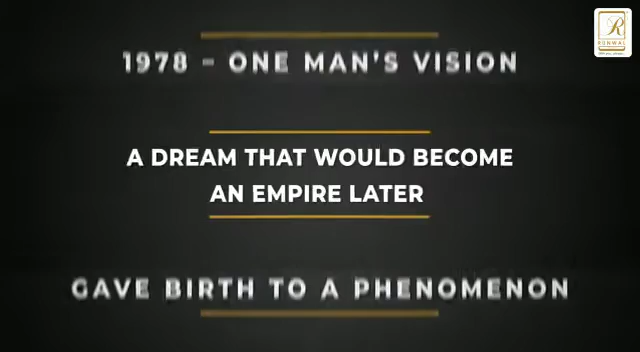 R
RUNWAL
1978 - ONE MAN'S VISION
A DREAM THAT WOULD BECOME
AN EMPIRE LATER
GAVE BIRTH TO A PHENOMENON